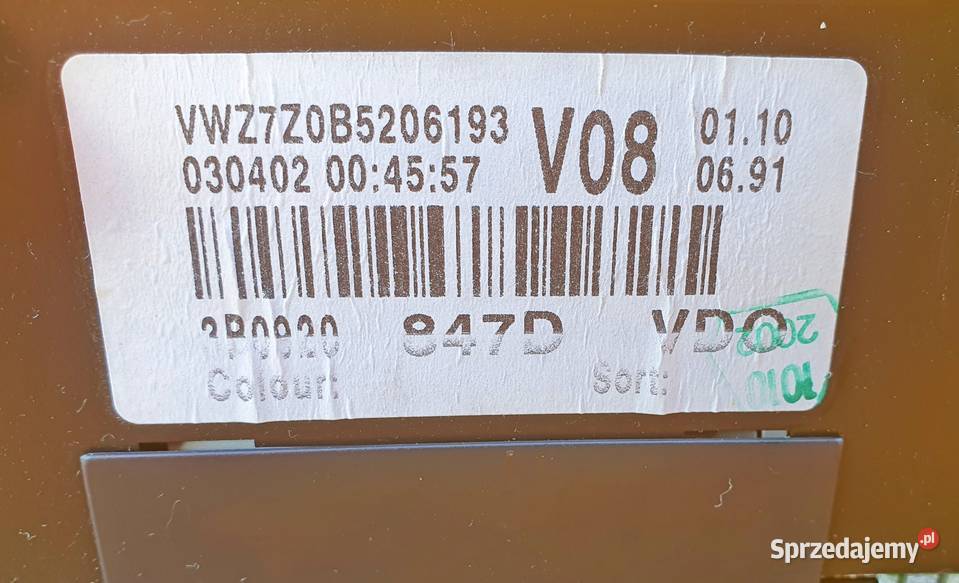 VWZ7Z0B5206193 V08 01.10
030402 00:45:57 06.91
3B0920 847D VDO
Colour: Sort:
2002
1010
Sprzedajemy.pl